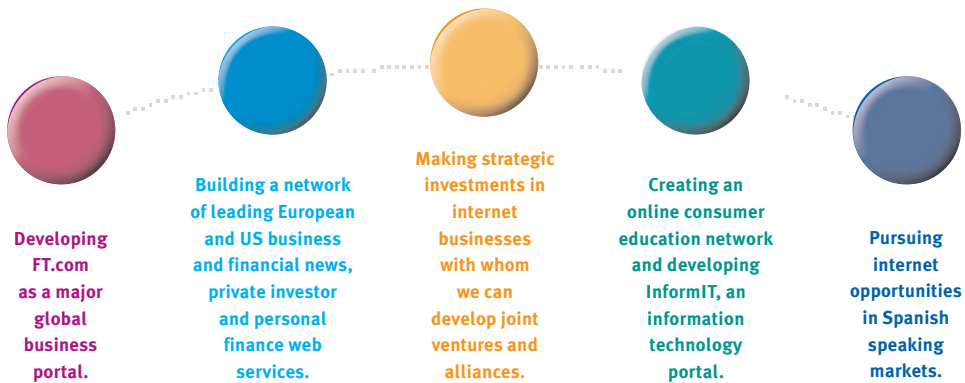 Developing
FT.com
as a major
global
business
portal.
Building a network
of leading European
and US business
and financial news,
private investor
and personal
finance web
services.
Making strategic
investments in
internet
businesses
with whom
we can
develop joint
ventures and
alliances.
Creating an
online consumer
education network
and developing
InformIT, an
information
technology
portal.
Pursuing
internet
opportunities
in Spanish
speaking
markets.